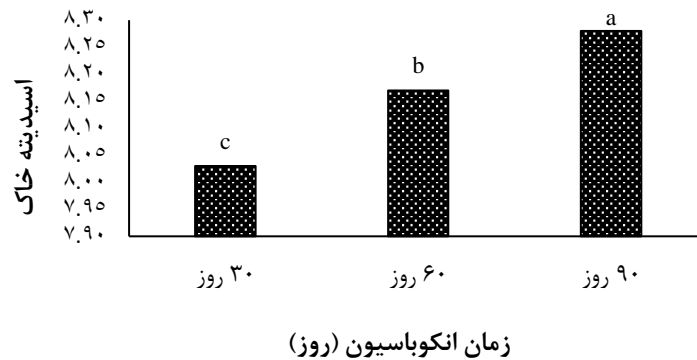 اسیدیته خاک
۸.۳۰
۸.۲۵
۸.۲۰
۸.۱۵
۸.۱۰
۸.۰۵
۸.۰۰
۷.۹۵
۷.۹۰
c
b
a
۳۰ روز
۶۰ روز
۹۰ روز
زمان انکوباسیون (روز)